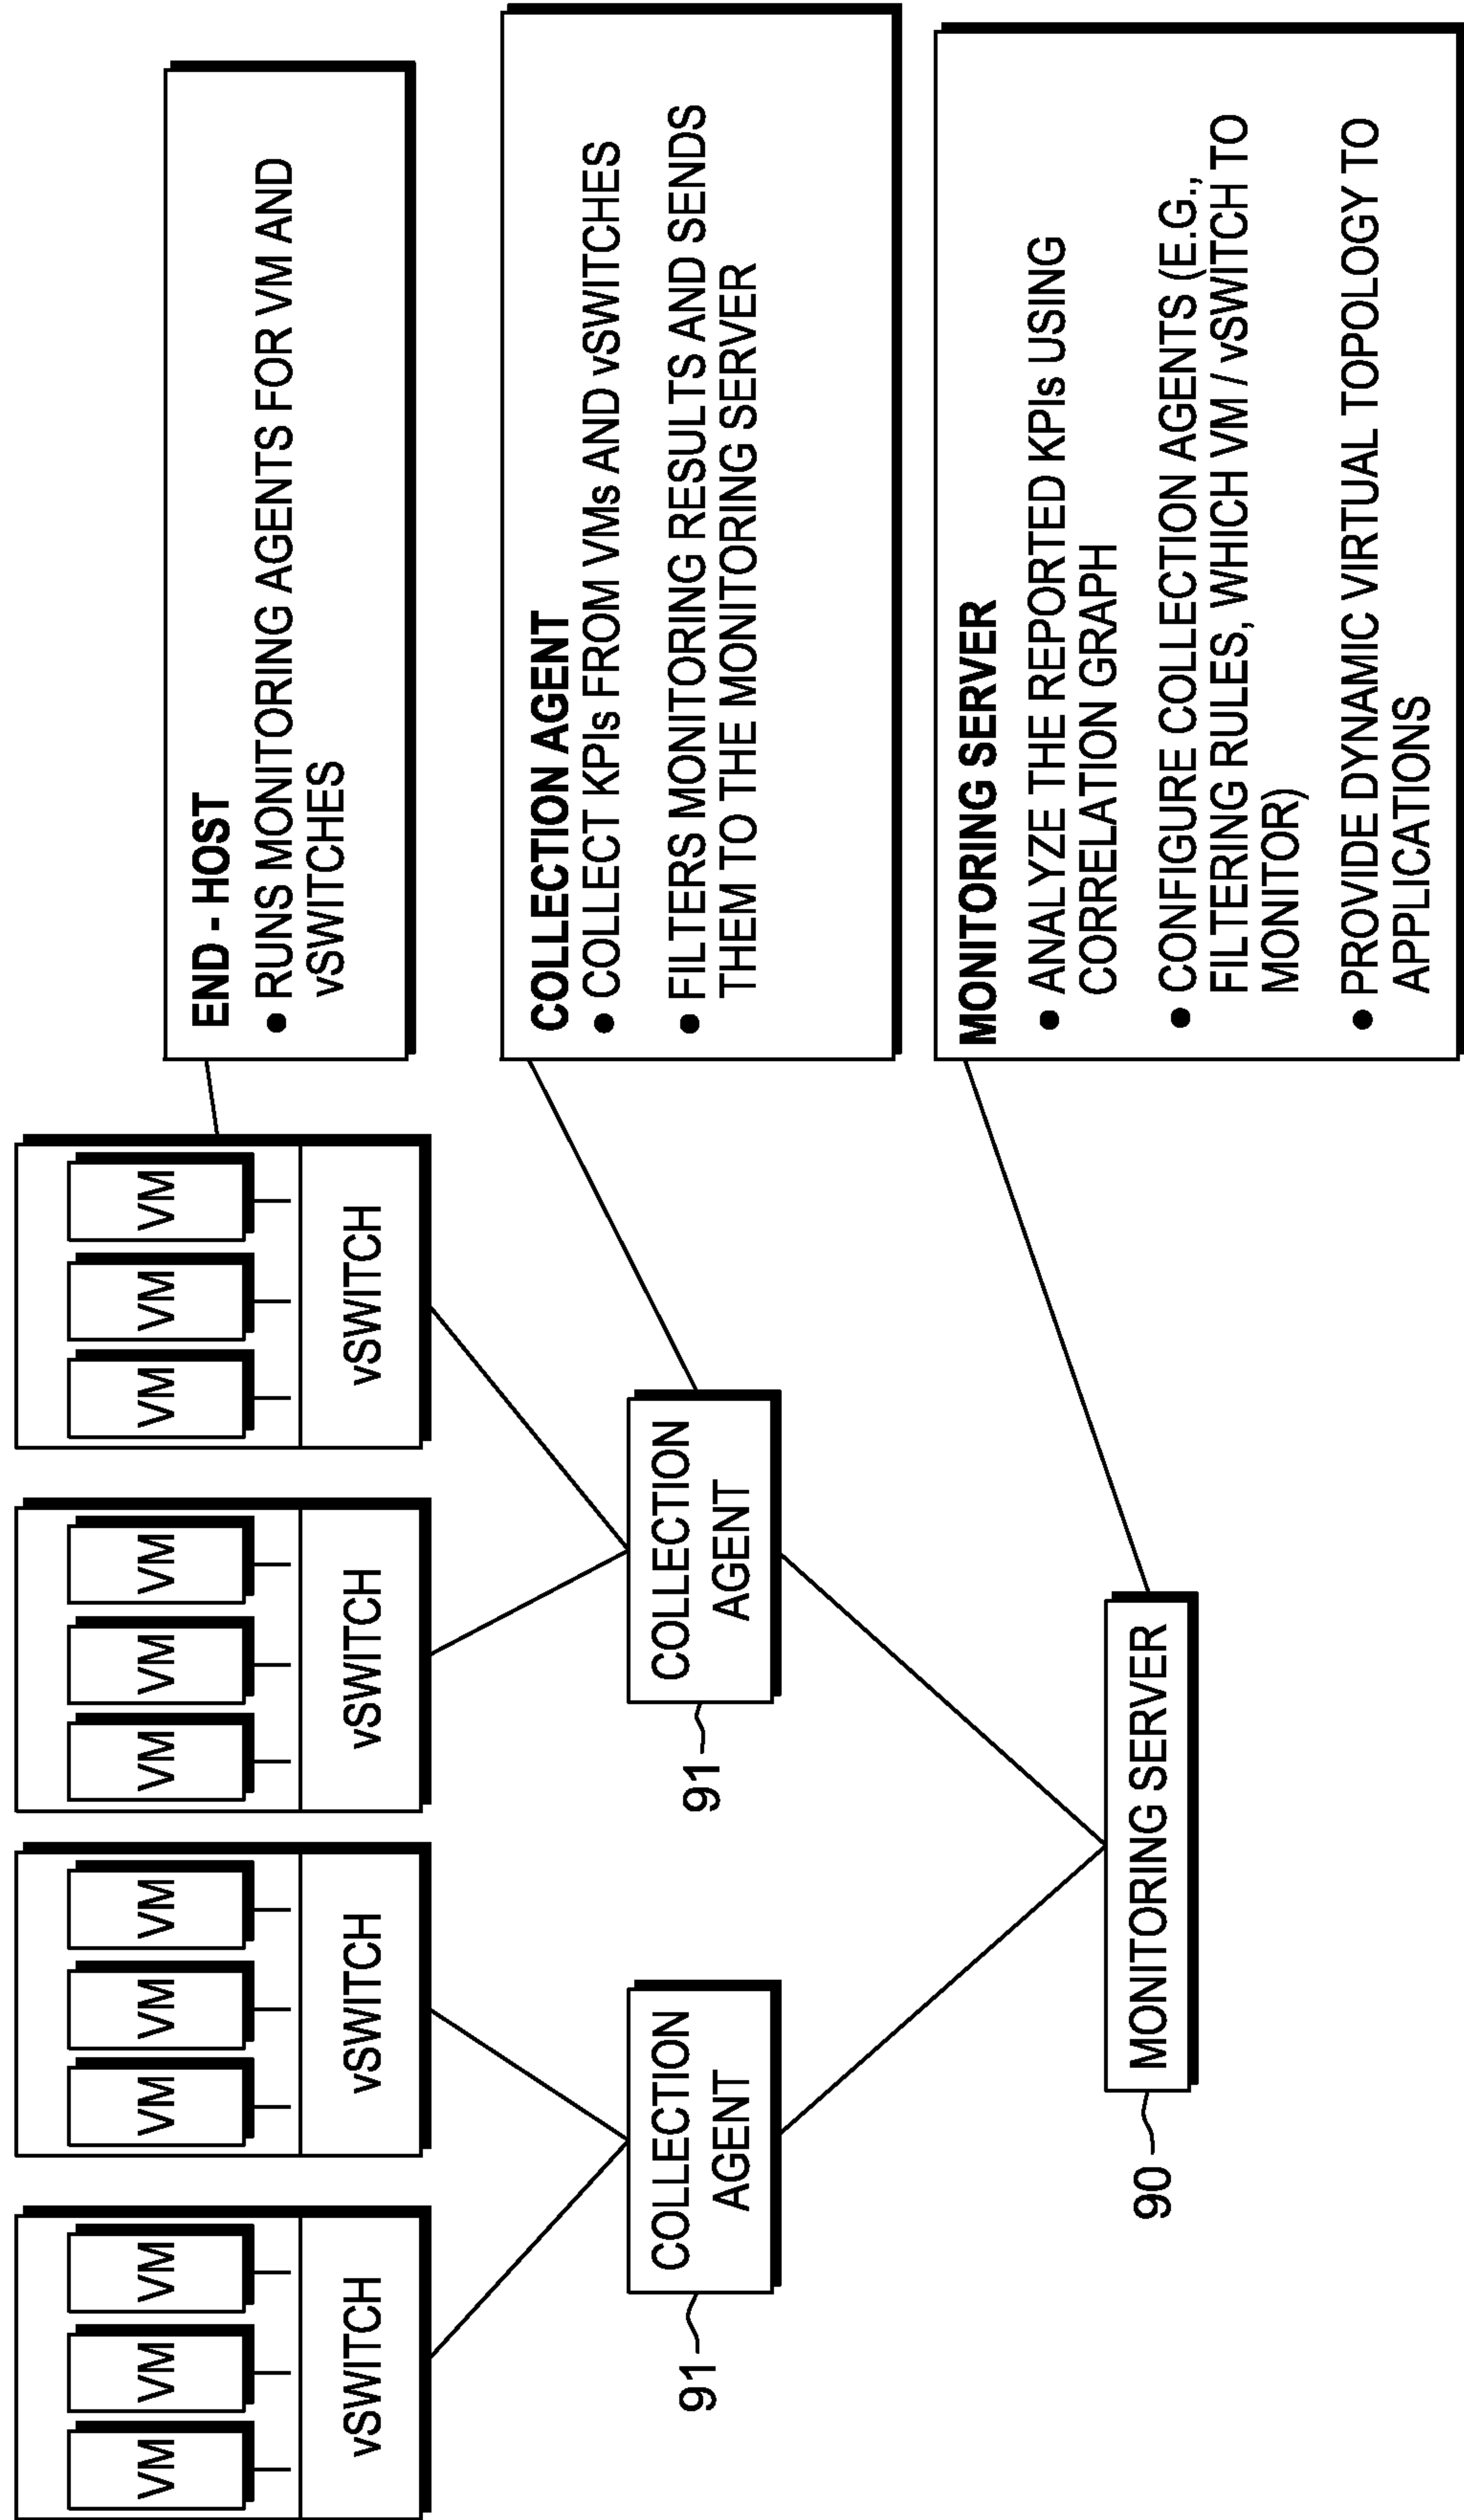 VM VM VM
vSWITCH
VM VM VM
vSWITCH
VM VM VM
vSWITCH
VM VM VM
vSWITCH
END - HOST
• RUNS MONITORING AGENTS FOR VM AND
vSWITCHES
91
COLLECTION
AGENT
91
COLLECTION
AGENT
COLLECTION AGENT
• COLLECT KPIs FROM VMs AND vSWITCHES
• FILTERS MONITORING RESULTS AND SENDS
THEM TO THE MONITORING SERVER
90
MONITORING SERVER
MONITORING SERVER
• ANALYZE THE REPORTED KPIs USING
CORRELATION GRAPH
• CONFIGURE COLLECTION AGENTS (E.G.,
FILTERING RULES, WHICH VM / vSWITCH TO
MONITOR)
• PROVIDE DYNAMIC VIRTUAL TOPOLOGY TO
APPLICATIONS